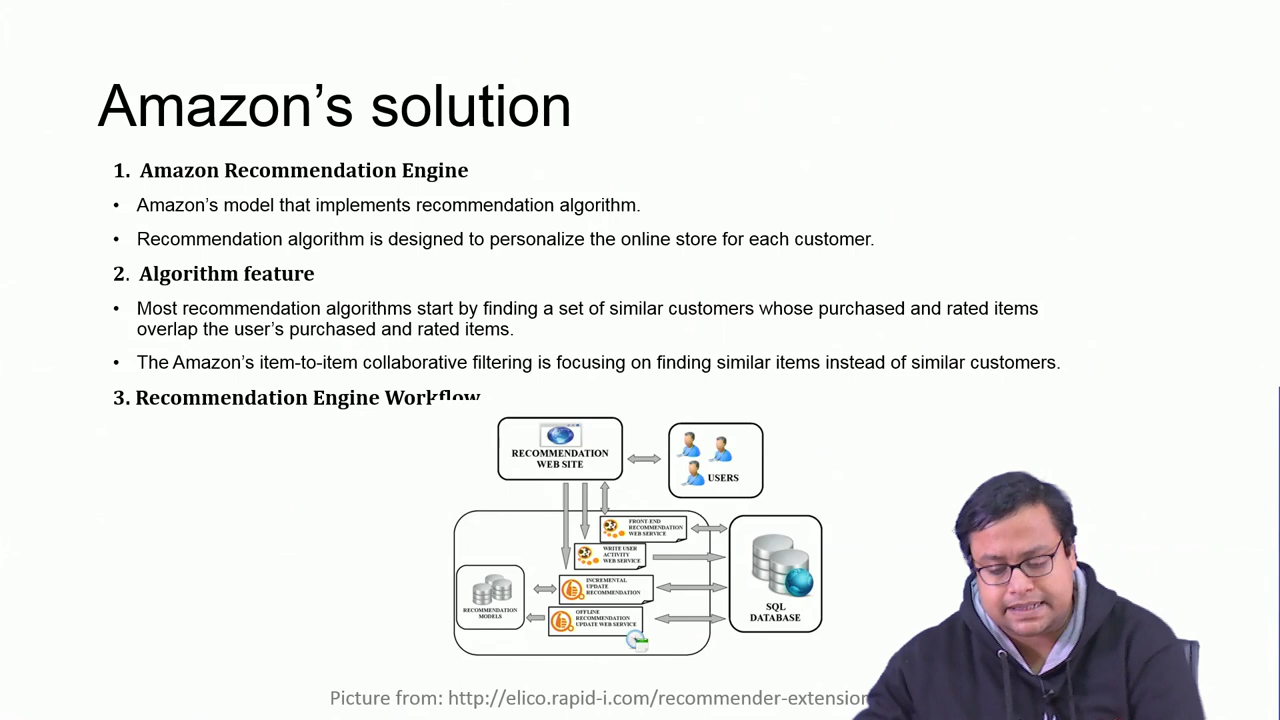 Amazon’s solution
1. Amazon Recommendation Engine
• Amazon’s model that implements recommendation algorithm.
• Recommendation algorithm is designed to personalize the online store for each customer.
2. Algorithm feature
• Most recommendation algorithms start by finding a set of similar customers whose purchased and rated items
overlap the user’s purchased and rated items.
• The Amazon’s item-to-item collaborative filtering is focusing on finding similar items instead of similar customers.
3. Recommendation Engine Workflow
RECOMMENDATION
WEB SITE
USERS
FRONT-END
RECOMMENDATION
WEB SERVICE
WRITE USER
ACTIVITY
WEB SERVICE
INCREMENTAL
UPDATE
RECOMMENDATION
RECOMMENDATION
MODELS
OFFLINE
RECOMMENDATION
UPDATE WEB SERVICE
SQL
DATABASE
Picture from: http://elico.rapid-i.com/recommender-extension